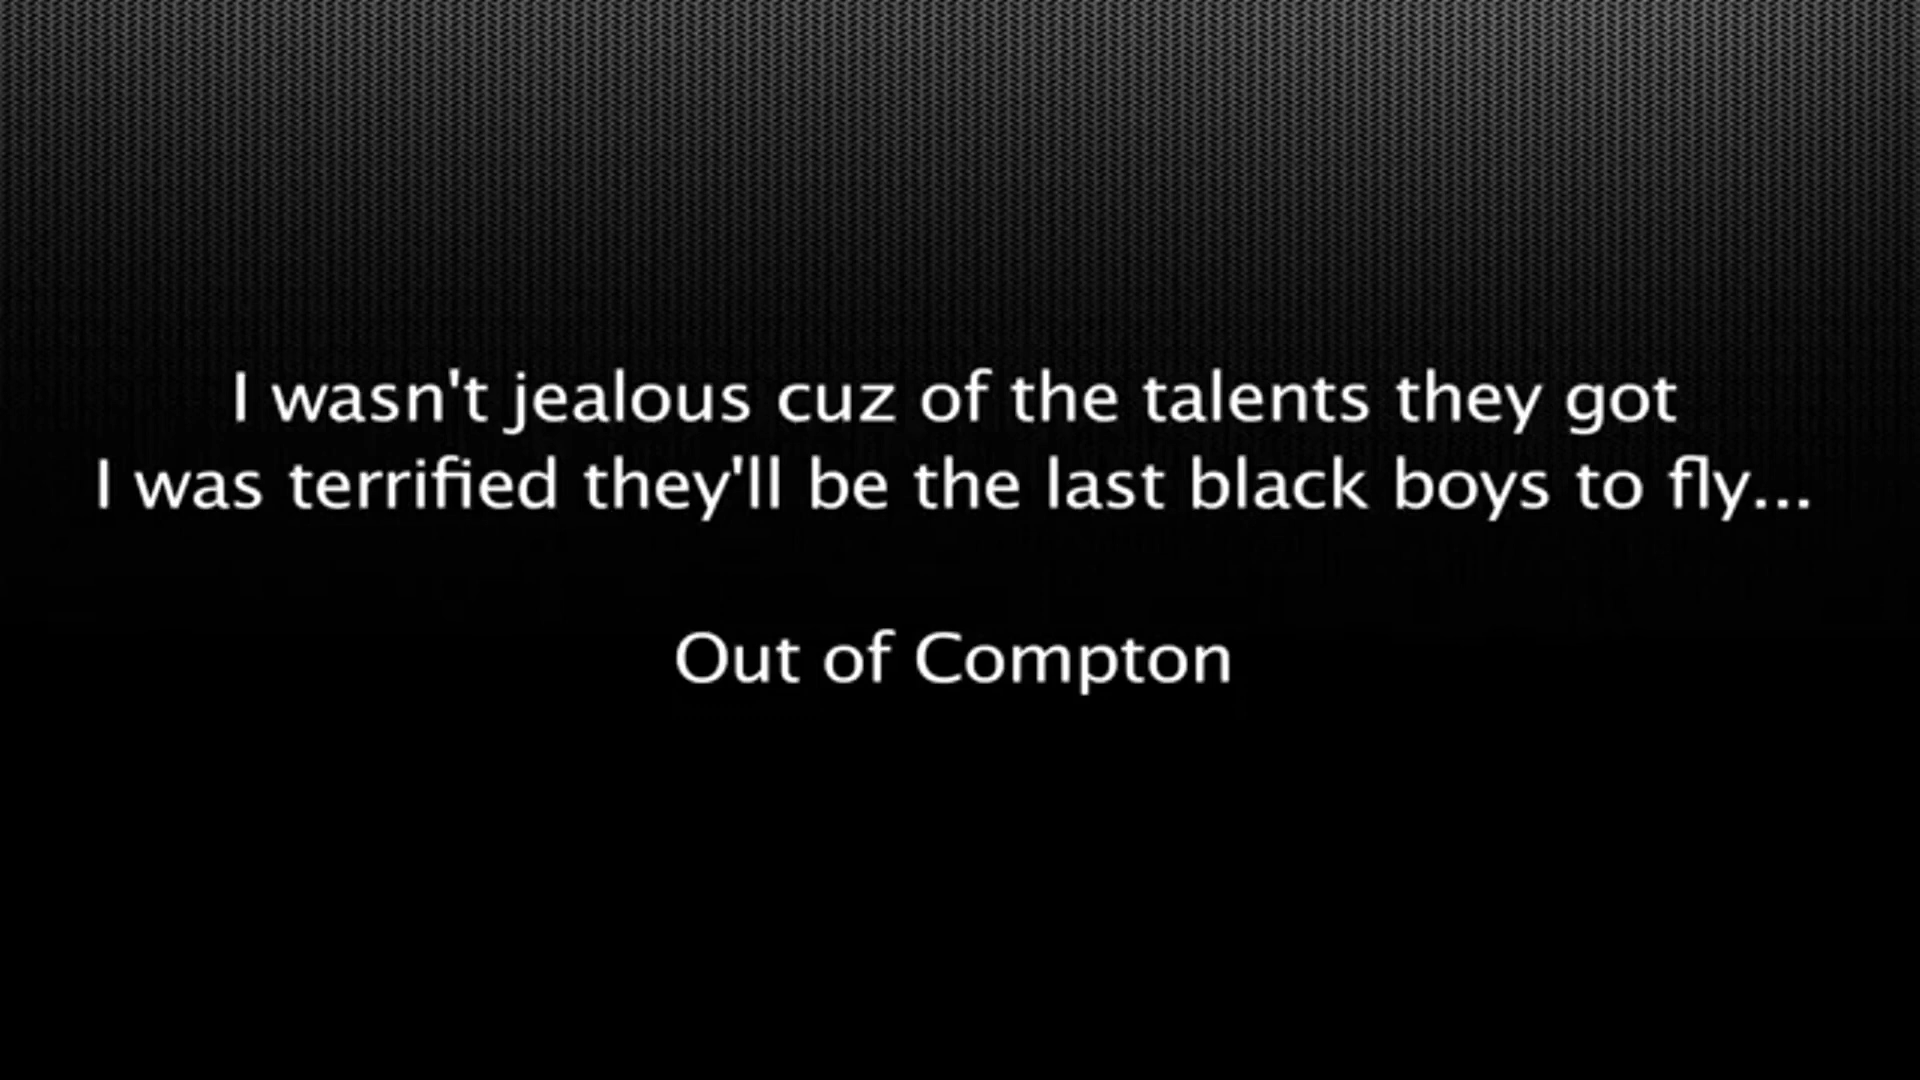 I wasn't jealous cuz of the talents they got
I was terrified they'll be the last black boys to fly...
Out of Compton